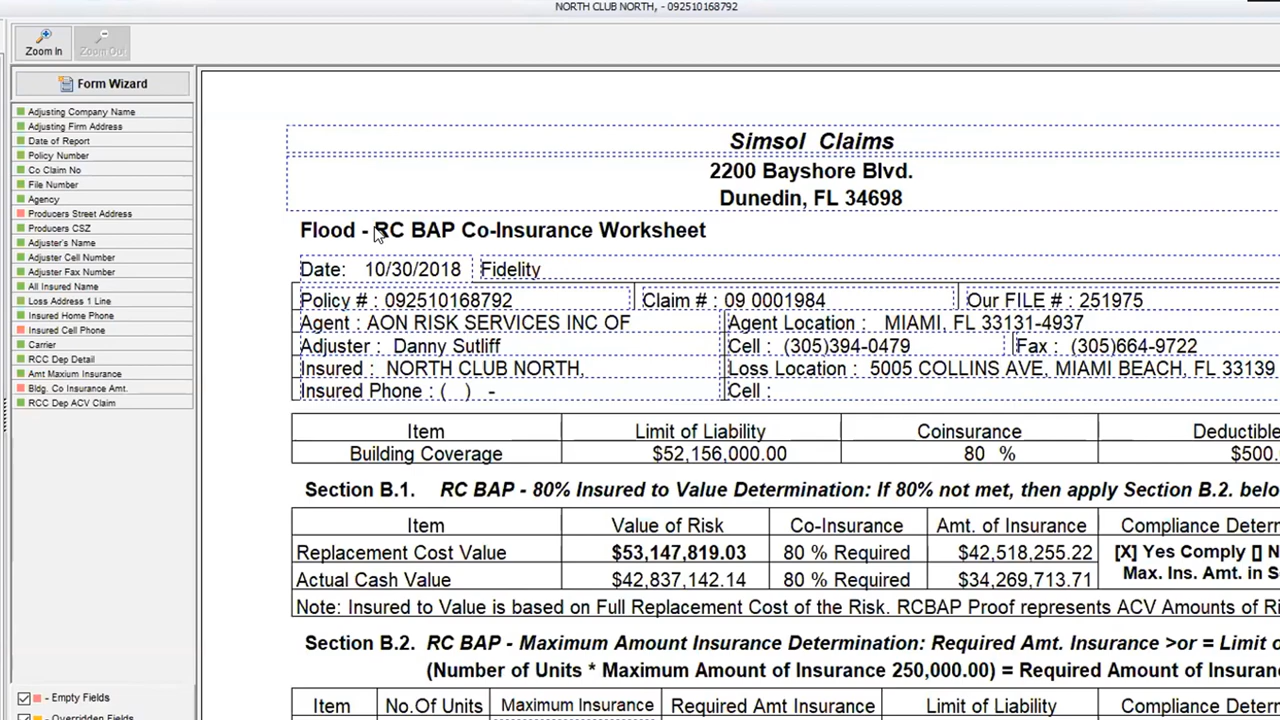 NORTH CLUB NORTH, - 092510168792
Zoom In
Zoom Out
Form Wizard
Adjusting Company Name
Adjusting Firm Address
Date of Report
Policy Number
Co Claim No
File Number
Agency
Producers Street Address
Producers CSZ
Adjuster's Name
Adjuster Cell Number
Adjuster Fax Number
All Insured Name
Loss Address 1 Line
Insured Home Phone
Insured Cell Phone
Carrier
RCC Dep Detail
Amt Maxium Insurance
Bldg. Co Insurance Amt.
RCC Dep ACV Claim
- Empty Fields
- Overridden Fields
Simsol Claims
2200 Bayshore Blvd.
Dunedin, FL 34698
Flood - RC BAP Co-Insurance Worksheet
Date: 10/30/2018 Fidelity
Policy # : 092510168792 Claim # : 09 0001984 Our FILE # : 251975
Agent : AON RISK SERVICES INC OF Agent Location : MIAMI, FL 33131-4937
Adjuster : Danny Sutliff Cell : (305)394-0479 Fax : (305)664-9722
Insured : NORTH CLUB NORTH, Loss Location : 5005 COLLINS AVE, MIAMI BEACH, FL 33139
Insured Phone : ( ) - Cell :
Item Limit of Liability Coinsurance Deductible
Building Coverage $52,156,000.00 80 % $500.
Section B.1. RC BAP - 80% Insured to Value Determination: If 80% not met, then apply Section B.2. belo
Item Value of Risk Co-Insurance Amt. of Insurance Compliance Deterr
Replacement Cost Value $53,147,819.03 80 % Required $42,518,255.22 [X] Yes Comply [] N
Actual Cash Value $42,837,142.14 80 % Required $34,269,713.71 Max. Ins. Amt. in S
Note: Insured to Value is based on Full Replacement Cost of the Risk. RCBAP Proof represents ACV Amounts of Ri
Section B.2. RC BAP - Maximum Amount Insurance Determination: Required Amt. Insurance >or = Limit o
(Number of Units * Maximum Amount of Insurance 250,000.00) = Required Amount of Insuran
Item No.Of Units Maximum Insurance Required Amt Insurance Limit of Liability Compliance Deterr